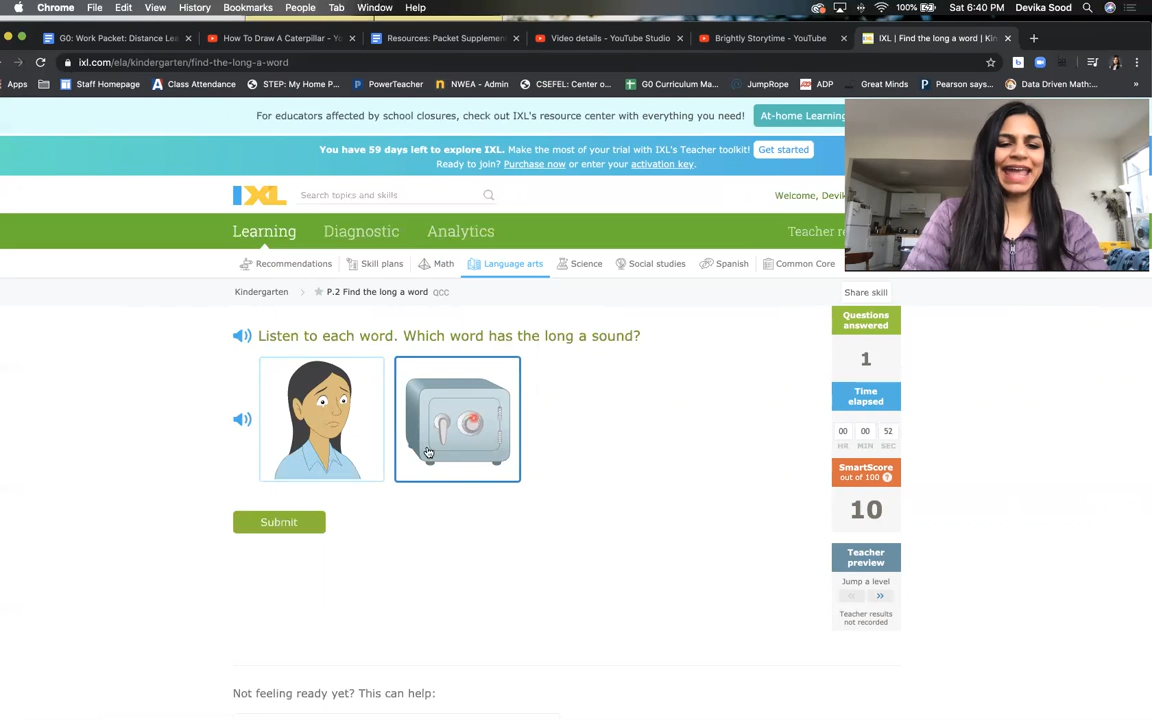 Chrome File Edit View History Bookmarks People Tab Window Help 100% Sat 6:40 PM Devika Sood
G0: Work Packet: Distance Lea
How To Draw A Caterpillar - Yo
Resources: Packet Supplemen
Video details - YouTube Studio
Brightly Storytime - YouTube
IXL | Find the long a word | Kin
ixl.com/ela/kindergarten/find-the-long-a-word
Apps Staff Homepage Class Attendance STEP: My Home P... PowerTeacher NWEA - Admin CSEFEL: Center o... G0 Curriculum Ma... JumpRope ADP Great Minds Pearson says... Data Driven Math:...
For educators affected by school closures, check out IXL's resource center with everything you need! At-home Learning
You have 59 days left to explore IXL. Make the most of your trial with IXL's Teacher toolkit! Get started
Ready to join? Purchase now or enter your activation key.
IXL Search topics and skills Welcome, Devik
Learning Diagnostic Analytics Teacher re
Recommendations Skill plans Math Language arts Science Social studies Spanish Common Core
Kindergarten > P.2 Find the long a word QCC
Share skill
Listen to each word. Which word has the long a sound?
Submit
Questions answered
1
Time elapsed
00 00 52
HR MIN SEC
SmartScore
out of 100 ?
10
Teacher preview
Jump a level
<< >>
Teacher results not recorded
Not feeling ready yet? This can help: